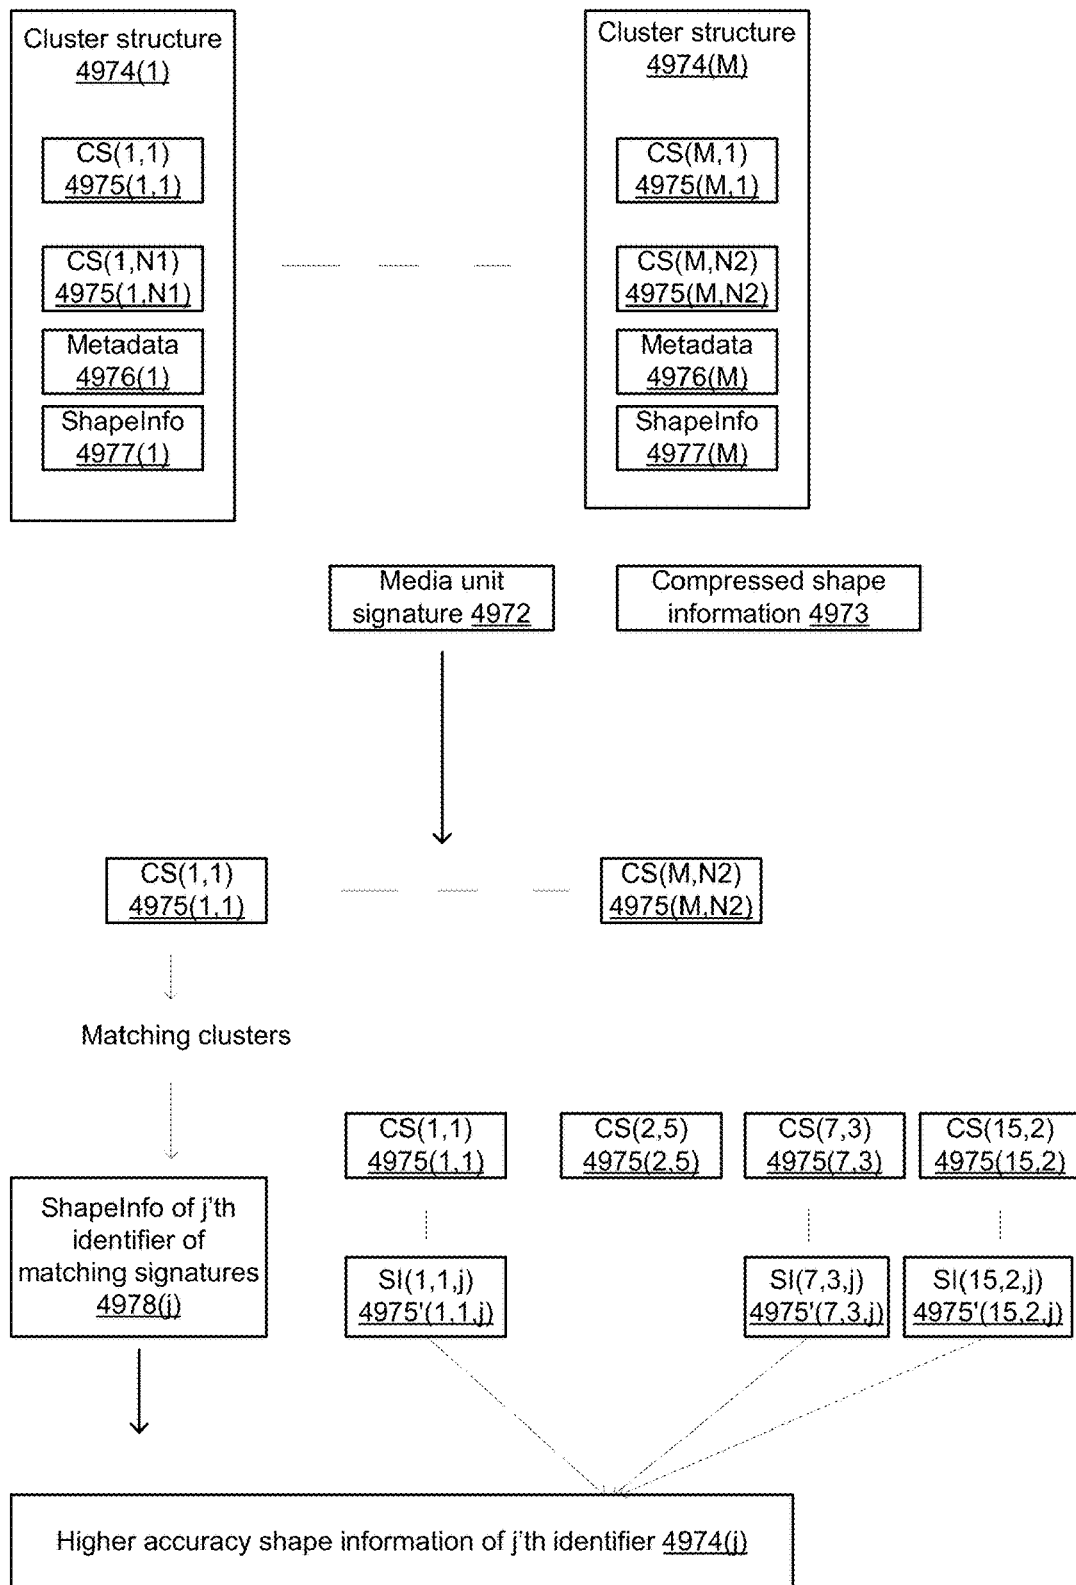 Cluster structure
4974(1)
CS(1,1)
4975(1,1)
CS(1,N1)
4975(1,N1)
Metadata
4976(1)
ShapeInfo
4977(1)
Cluster structure
4974(M)
CS(M,1)
4975(M,1)
CS(M,N2)
4975(M,N2)
Metadata
4976(M)
ShapeInfo
4977(M)
Media unit
signature 4972
Compressed shape
information 4973
CS(1,1)
4975(1,1)
CS(M,N2)
4975(M,N2)
Matching clusters
ShapeInfo of j'th
identifier of
matching signatures
4978(j)
CS(1,1)
4975(1,1)
CS(2,5)
4975(2,5)
CS(7,3)
4975(7,3)
CS(15,2)
4975(15,2)
SI(1,1,j)
4975'(1,1,j)
SI(7,3,j)
4975'(7,3,j)
SI(15,2,j)
4975'(15,2,j)
Higher accuracy shape information of j'th identifier 4974(j)